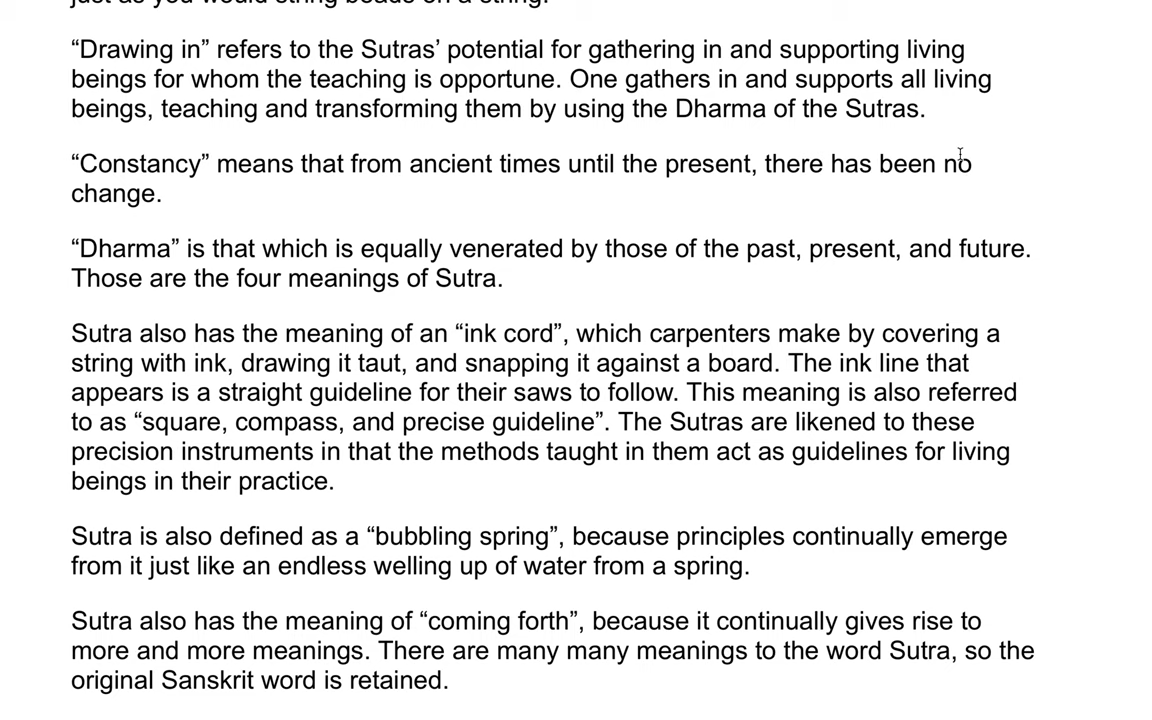 just as you would string beads on a string.
“Drawing in” refers to the Sutras’ potential for gathering in and supporting living
beings for whom the teaching is opportune. One gathers in and supports all living
beings, teaching and transforming them by using the Dharma of the Sutras.
“Constancy” means that from ancient times until the present, there has been no
change.
“Dharma” is that which is equally venerated by those of the past, present, and future.
Those are the four meanings of Sutra.
Sutra also has the meaning of an “ink cord”, which carpenters make by covering a
string with ink, drawing it taut, and snapping it against a board. The ink line that
appears is a straight guideline for their saws to follow. This meaning is also referred
to as “square, compass, and precise guideline”. The Sutras are likened to these
precision instruments in that the methods taught in them act as guidelines for living
beings in their practice.
Sutra is also defined as a “bubbling spring”, because principles continually emerge
from it just like an endless welling up of water from a spring.
Sutra also has the meaning of “coming forth”, because it continually gives rise to
more and more meanings. There are many many meanings to the word Sutra, so the
original Sanskrit word is retained.